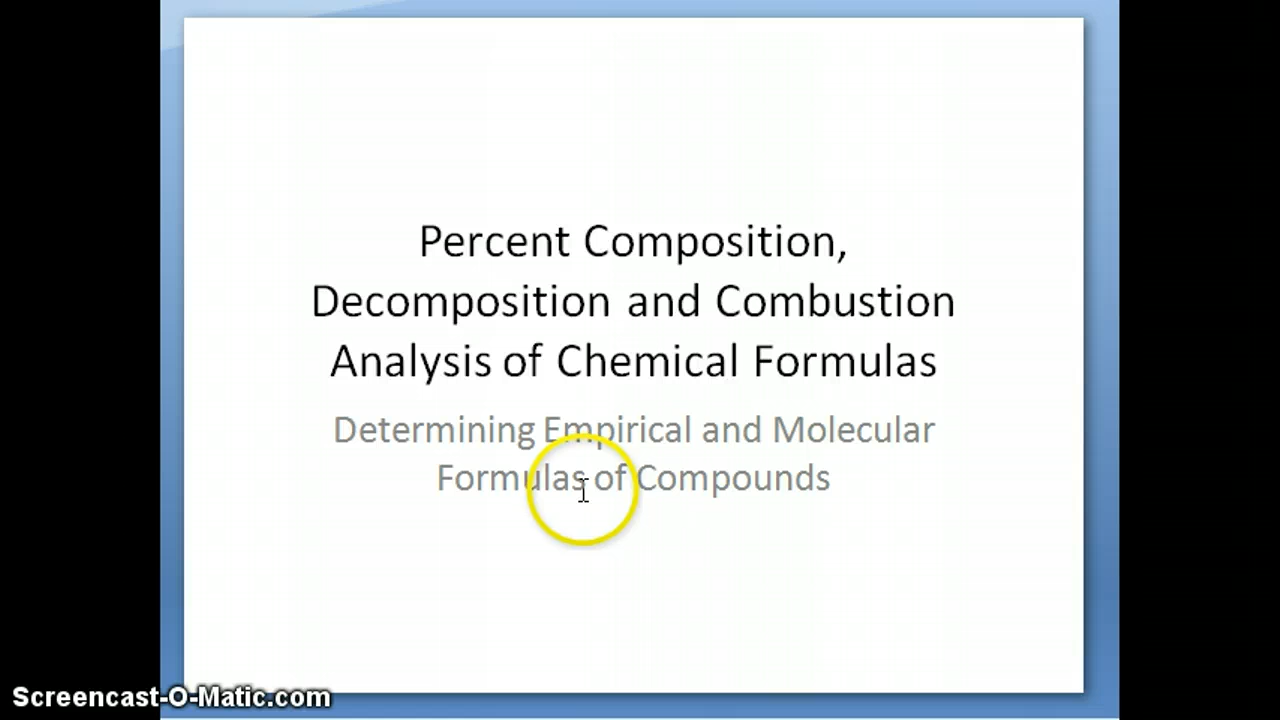 Percent Composition,
Decomposition and Combustion
Analysis of Chemical Formulas
Determining Empirical and Molecular
Formulas of Compounds
Screencast-O-Matic.com